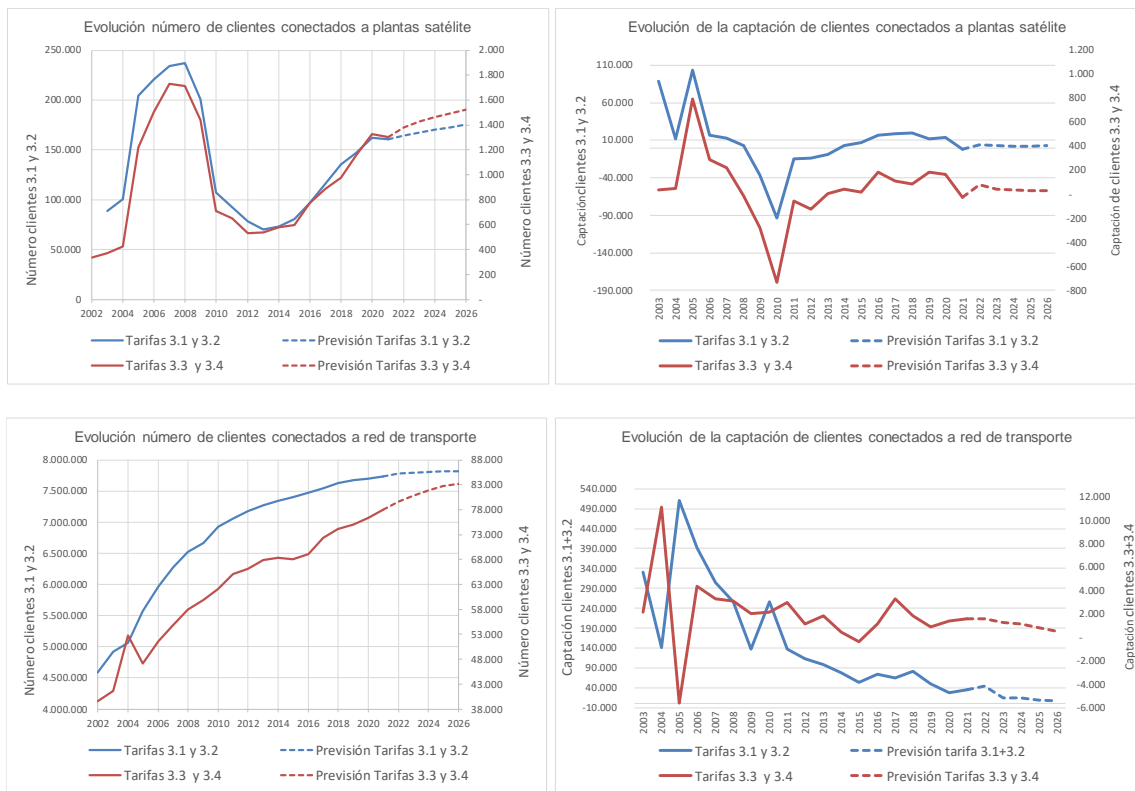 Evolución número de clientes conectados a plantas satélite
Número clientes 3.1 y 3.2
250.000
200.000
150.000
100.000
50.000
0
2.000
1.800
1.600
1.400
1.200
1.000
800
600
400
200
-
Número clientes 3.3 y 3.4
2002 2004 2006 2008 2010 2012 2014 2016 2018 2020 2022 2024 2026
Tarifas 3.1 y 3.2
Previsión Tarifas 3.1 y 3.2
Tarifas 3.3 y 3.4
Previsión Tarifas 3.3 y 3.4
Evolución de la captación de clientes conectados a plantas satélite
Captación clientes 3.1 y 3.2
110.000
60.000
10.000
-40.000
-90.000
-140.000
-190.000
1.200
1.000
800
600
400
200
-
-200
-400
-600
-800
Captación de clientes 3.3 y 3.4
2003 2004 2005 2006 2007 2008 2009 2010 2011 2012 2013 2014 2015 2016 2017 2018 2019 2020 2021 2022 2023 2024 2025 2026
Tarifas 3.1 y 3.2
Previsión Tarifas 3.1 y 3.2
Tarifas 3.3 y 3.4
Previsión Tarifas 3.3 y 3.4
Evolución número de clientes conectados a red de transporte
Número clientes 3.1 y 3.2
8.000.000
7.500.000
7.000.000
6.500.000
6.000.000
5.500.000
5.000.000
4.500.000
4.000.000
88.000
83.000
78.000
73.000
68.000
63.000
58.000
53.000
48.000
43.000
38.000
Número clientes 3.3 y 3.4
2002 2004 2006 2008 2010 2012 2014 2016 2018 2020 2022 2024 2026
Tarifas 3.1 y 3.2
Previsión Tarifas 3.1 y 3.2
Tarifas 3.3 y 3.4
Previsión Tarifas 3.3 y 3.4
Evolución de la captación de clientes conectados a red de transporte
Captación clientes 3.1+3.2
540.000
490.000
440.000
390.000
340.000
290.000
240.000
190.000
140.000
90.000
40.000
-10.000
12.000
10.000
8.000
6.000
4.000
2.000
-
-2.000
-4.000
-6.000
Captación clientes 3.3+3.4
2003 2004 2005 2006 2007 2008 2009 2010 2011 2012 2013 2014 2015 2016 2017 2018 2019 2020 2021 2022 2023 2024 2025 2026
Tarifas 3.1 y 3.2
Previsión tarifa 3.1+3.2
Tarifas 3.3 y 3.4
Previsión Tarifas 3.3 y 3.4